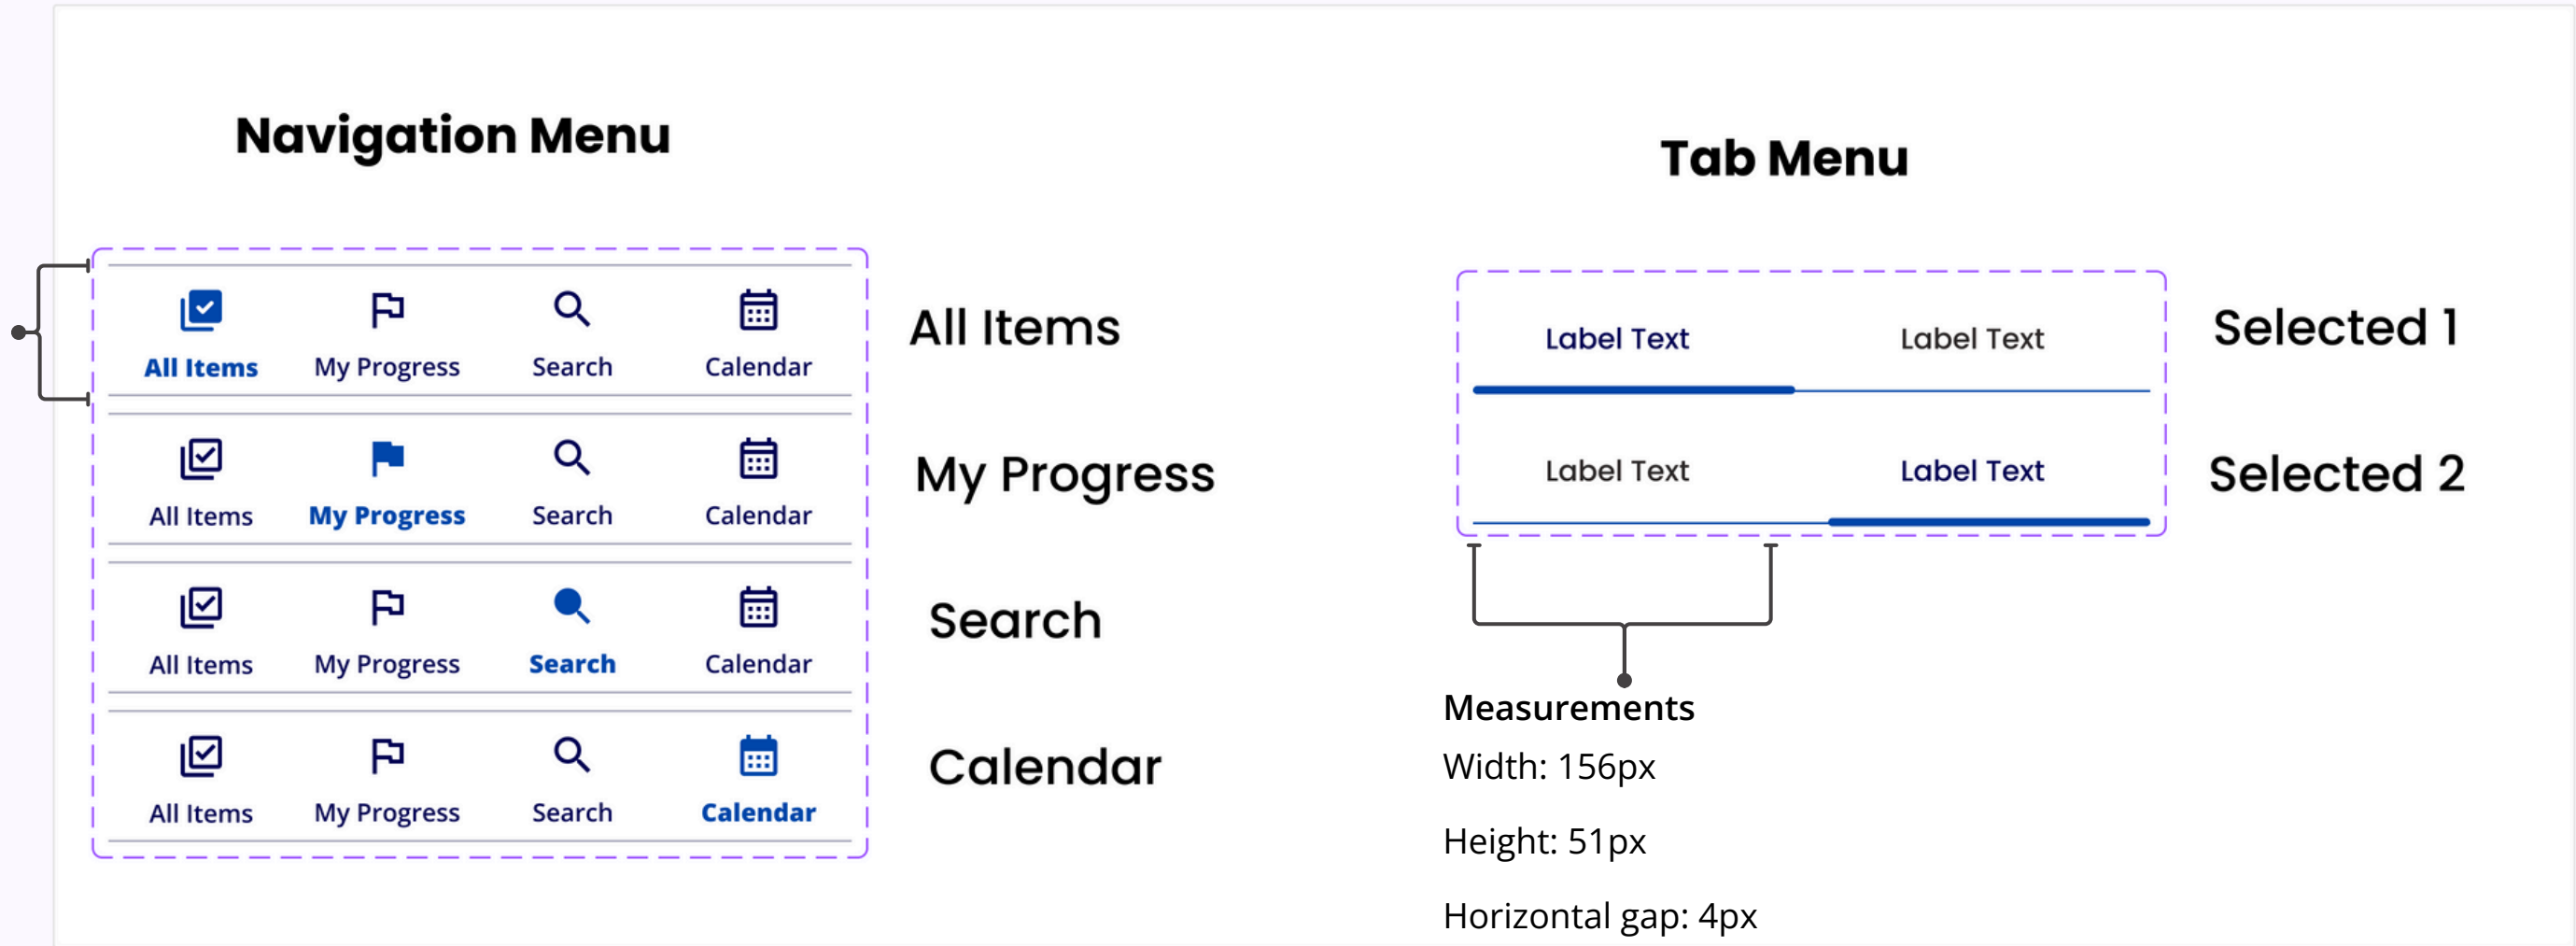 Navigation Menu
All Items My Progress Search Calendar
All Items
All Items My Progress Search Calendar
My Progress
All Items My Progress Search Calendar
Search
All Items My Progress Search Calendar
Calendar
Tab Menu
Label Text Label Text
Selected 1
Label Text Label Text
Selected 2
Measurements
Width: 156px
Height: 51px
Horizontal gap: 4px